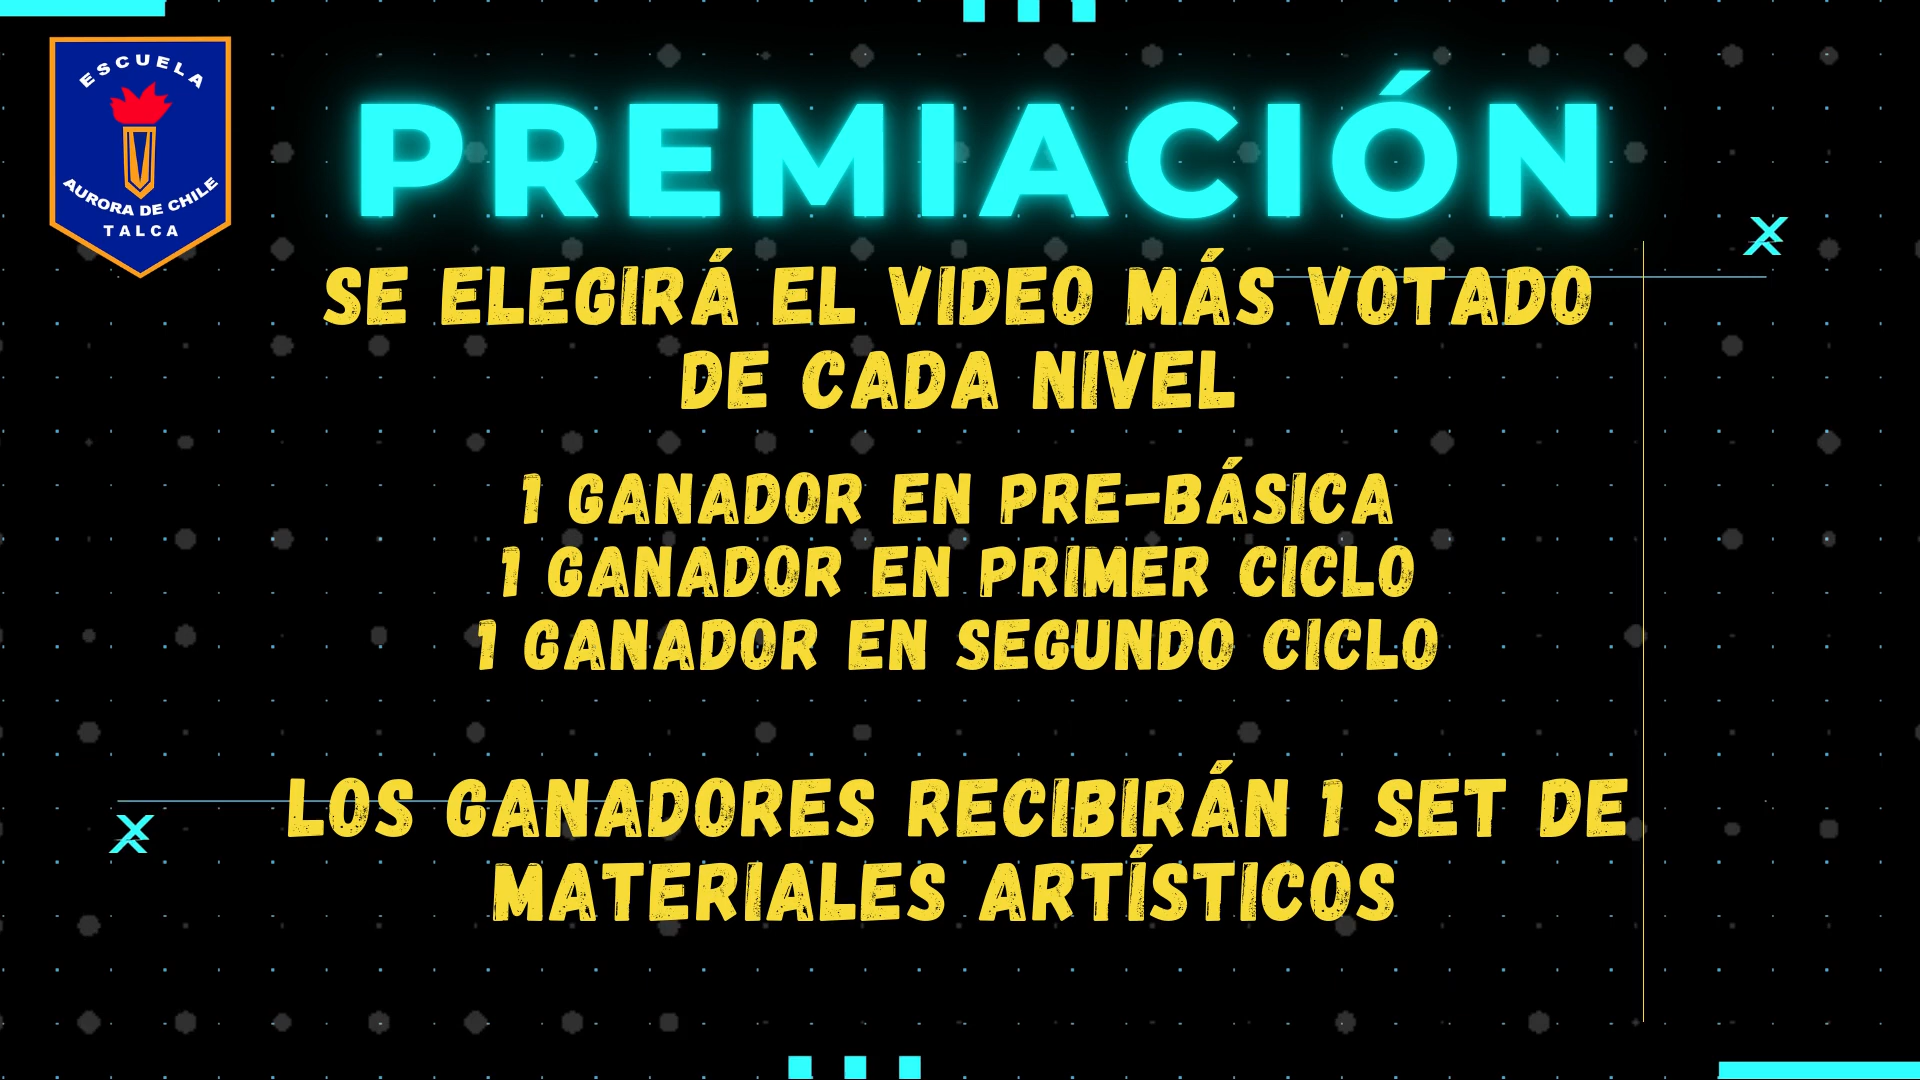 ESCUELA
AURORA DE CHILE
TALCA
PREMIACIÓN
SE ELEGIRÁ EL VIDEO MÁS VOTADO
DE CADA NIVEL
1 GANADOR EN PRE-BÁSICA
1 GANADOR EN PRIMER CICLO
1 GANADOR EN SEGUNDO CICLO
LOS GANADORES RECIBIRÁN 1 SET DE
MATERIALES ARTÍSTICOS